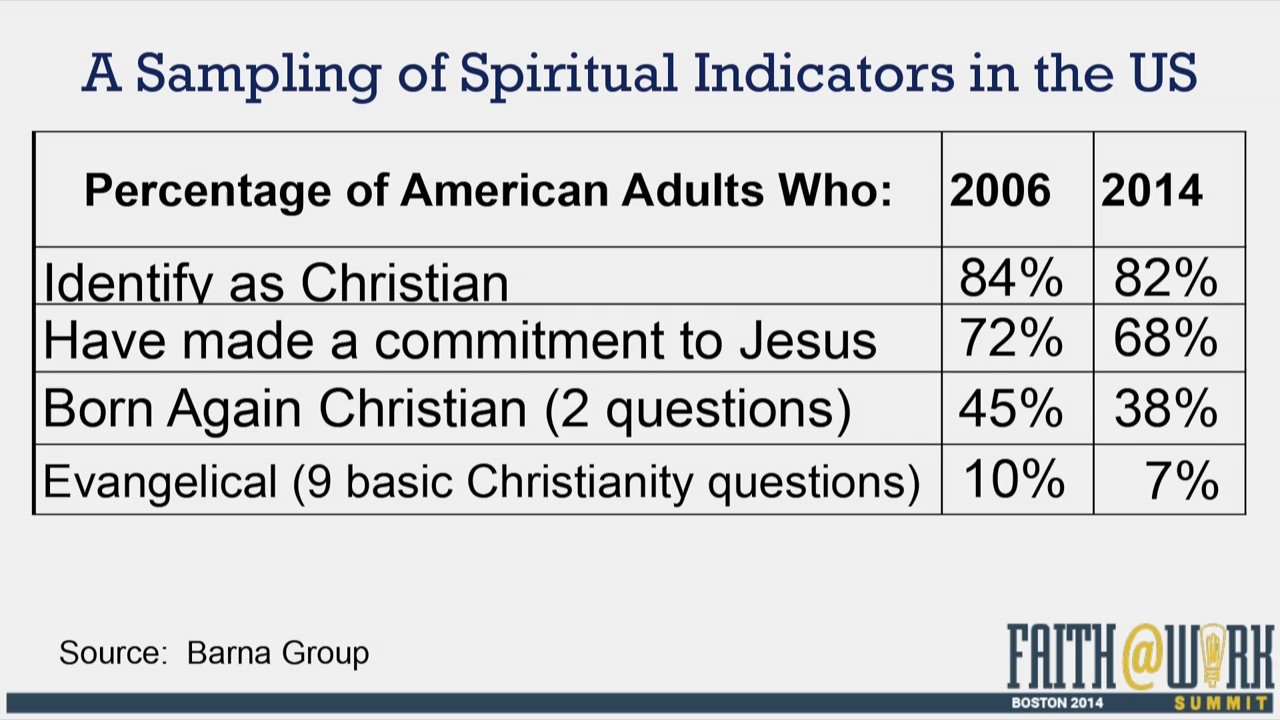 A Sampling of Spiritual Indicators in the US
Percentage of American Adults Who: 2006 2014
Identify as Christian 84% 82%
Have made a commitment to Jesus 72% 68%
Born Again Christian (2 questions) 45% 38%
Evangelical (9 basic Christianity questions) 10% 7%
Source: Barna Group
FAITH@WORK
BOSTON 2014 SUMMIT